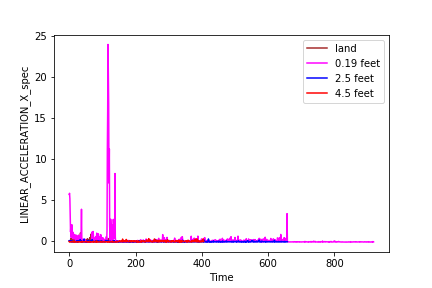 25
20
15
10
5
0
LINEAR_ACCELERATION_X_spec
land
0.19 feet
2.5 feet
4.5 feet
0 200 400 600 800
Time